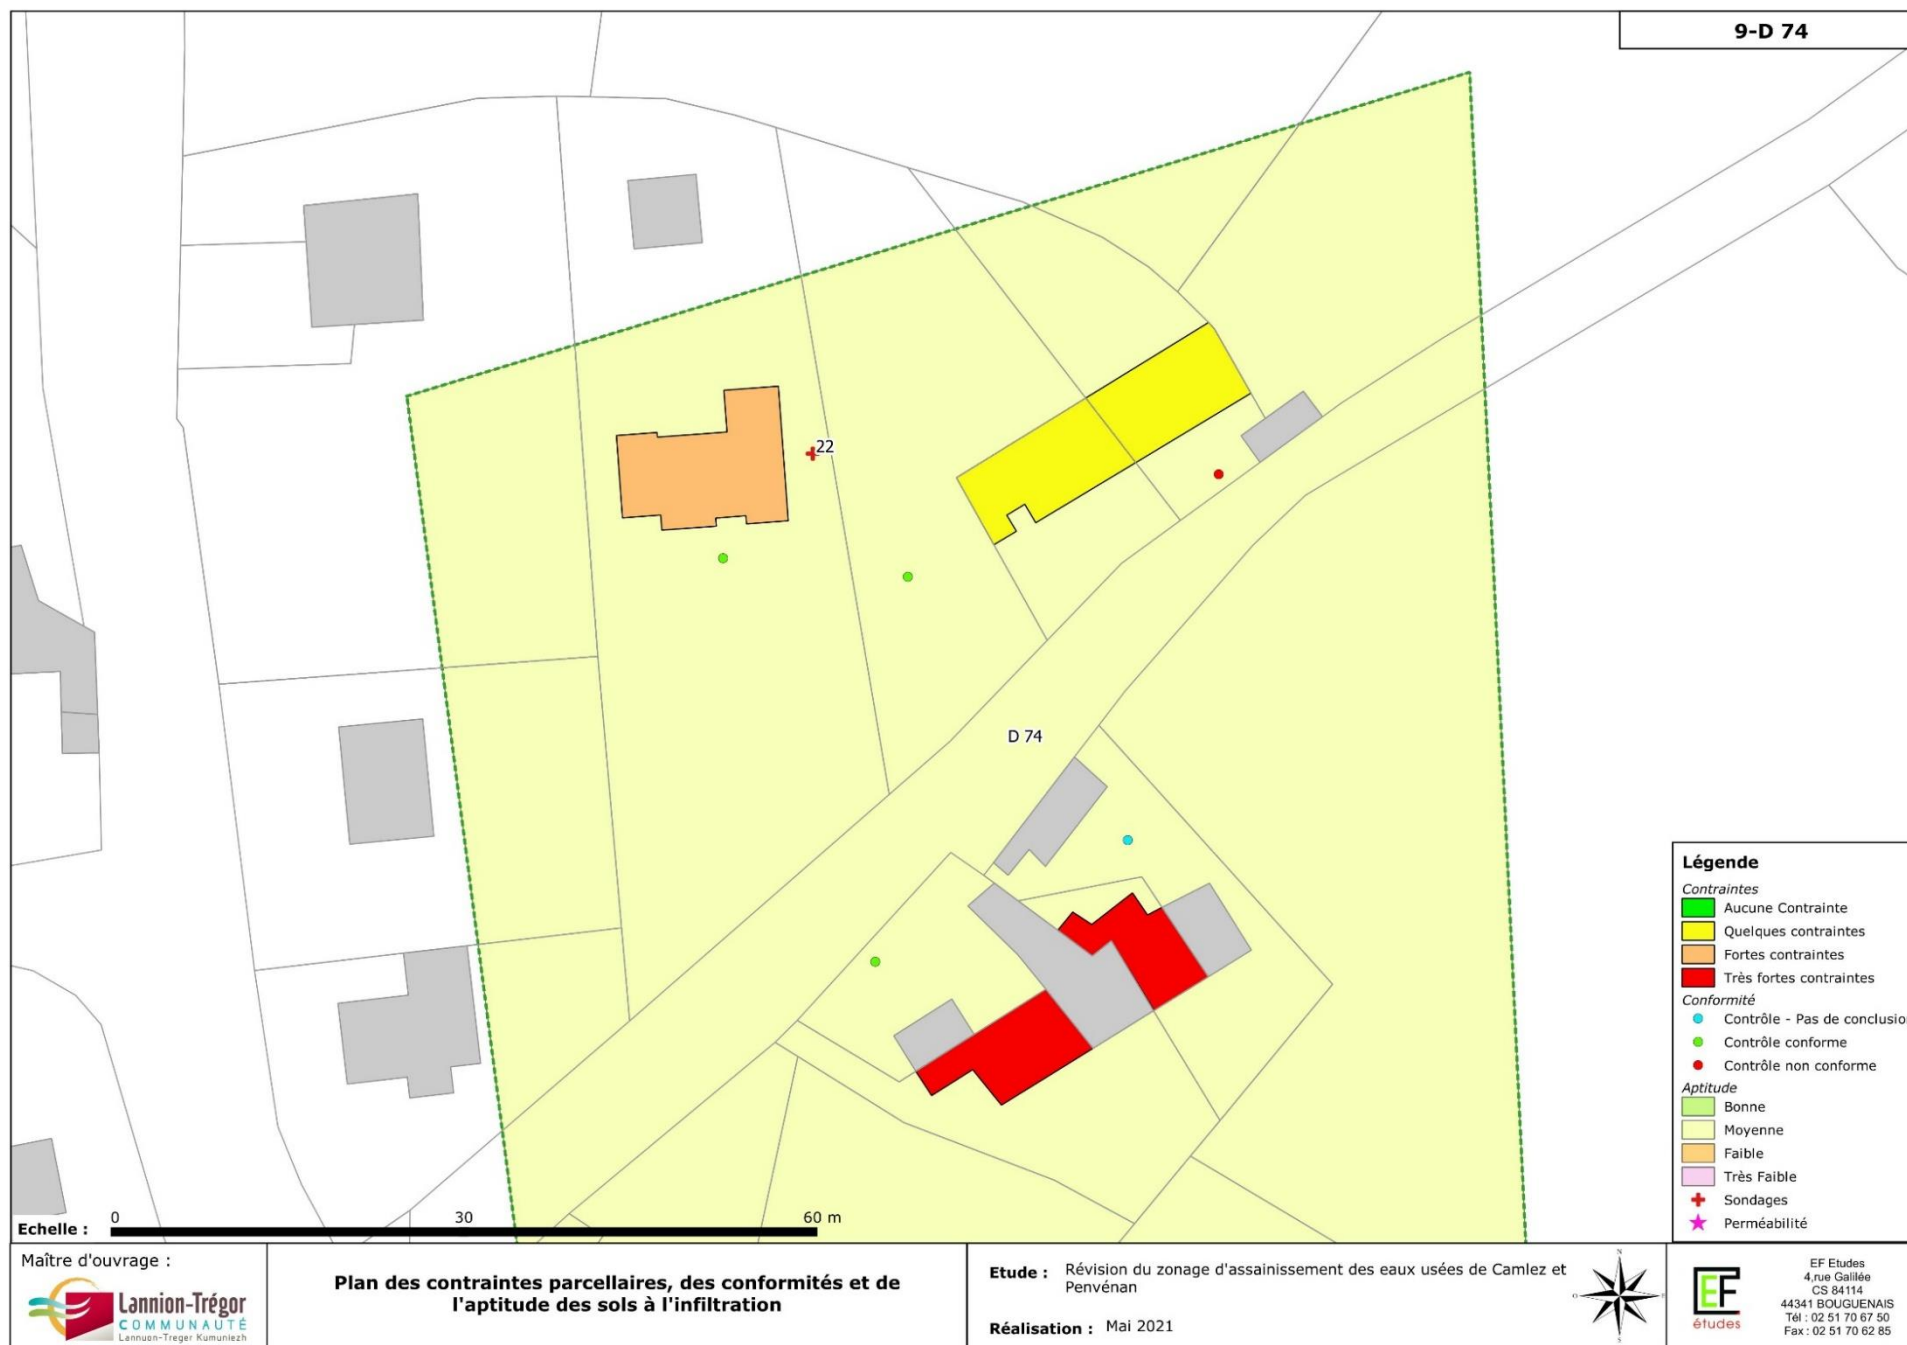 9-D 74
22
D 74
Légende
Contraintes
Aucune Contrainte
Quelques contraintes
Fortes contraintes
Très fortes contraintes
Conformité
Contrôle - Pas de conclusio
Contrôle conforme
Contrôle non conforme
Aptitude
Bonne
Moyenne
Faible
Très Faible
Sondages
Perméabilité
Echelle : 0 30 60 m
Maître d'ouvrage :
Lannion-Trégor
COMMUNAUTÉ
Lannuon-Treger Kumuniezh
Plan des contraintes parcellaires, des conformités et de
l'aptitude des sols à l'infiltration
Etude : Révision du zonage d'assainissement des eaux usées de Camlez et
Penvénan
Réalisation : Mai 2021
N
O
E
S
EF
études
EF Etudes
4,rue Galilée
CS 84114
44341 BOUGUENAIS
Tél : 02 51 70 67 50
Fax : 02 51 70 62 85